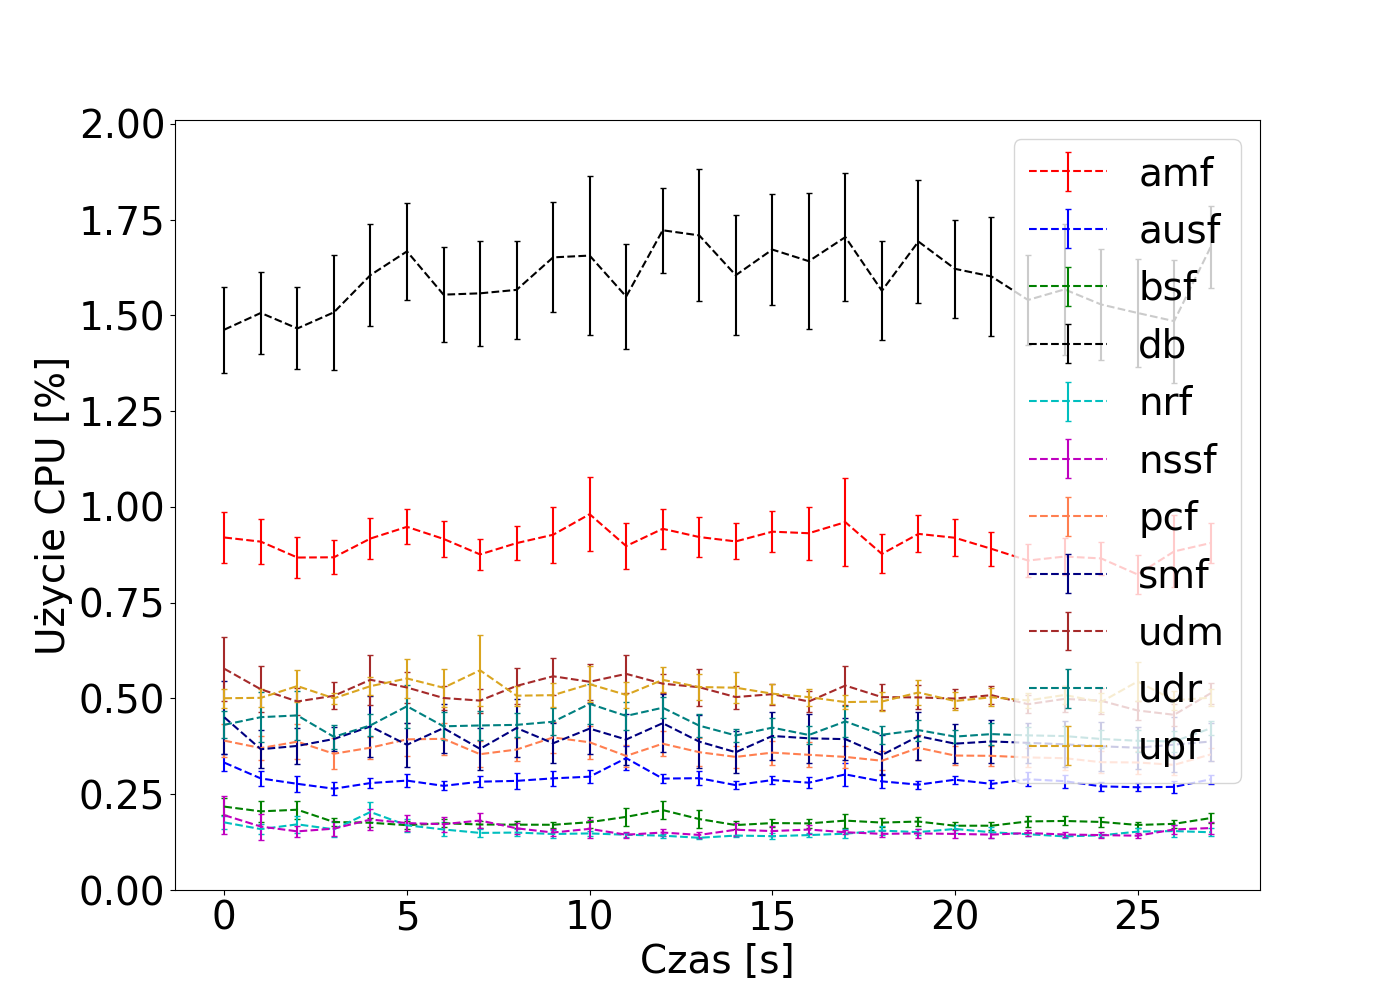 2.00
1.75
1.50
1.25
1.00
0.75
0.50
0.25
0.00
Użycie CPU [%]
0 5 10 15 20 25
Czas [s]
amf
ausf
bsf
db
nrf
nssf
pcf
smf
udm
udr
upf